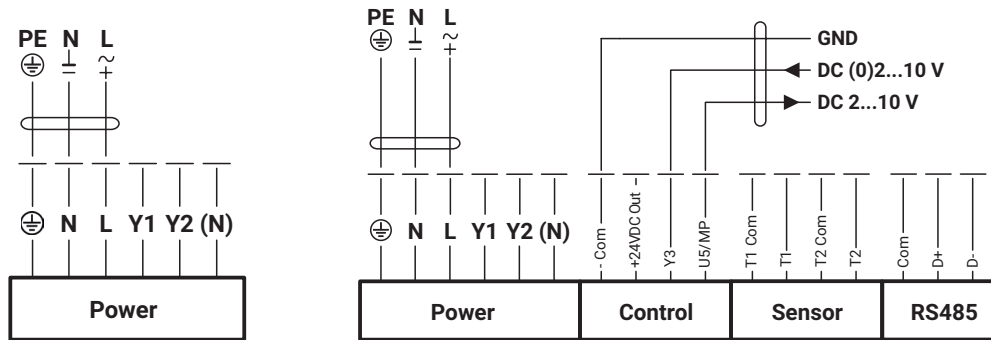 PE N L
N L Y1 Y2 (N)
Power
PE N L
GND
DC (0)2...10 V
DC 2...10 V
N L Y1 Y2 (N)
- Com
+24VDC Out
Y3
U5/MP
T1 Com
T1
T2 Com
T2
Com
D+
D-
Power
Control
Sensor
RS485